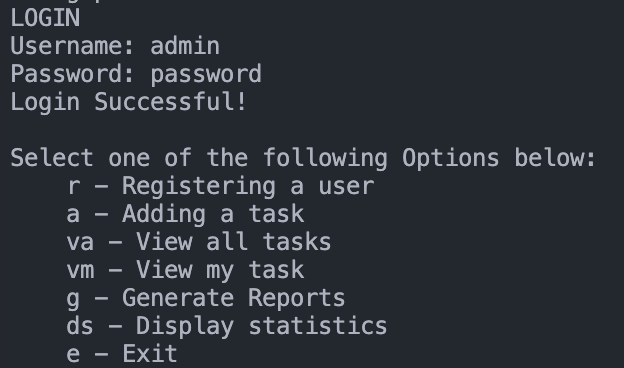 LOGIN
Username: admin
Password: password
Login Successful!
Select one of the following Options below:
r – Registering a user
a – Adding a task
va – View all tasks
vm – View my task
g – Generate Reports
ds – Display statistics
e – Exit